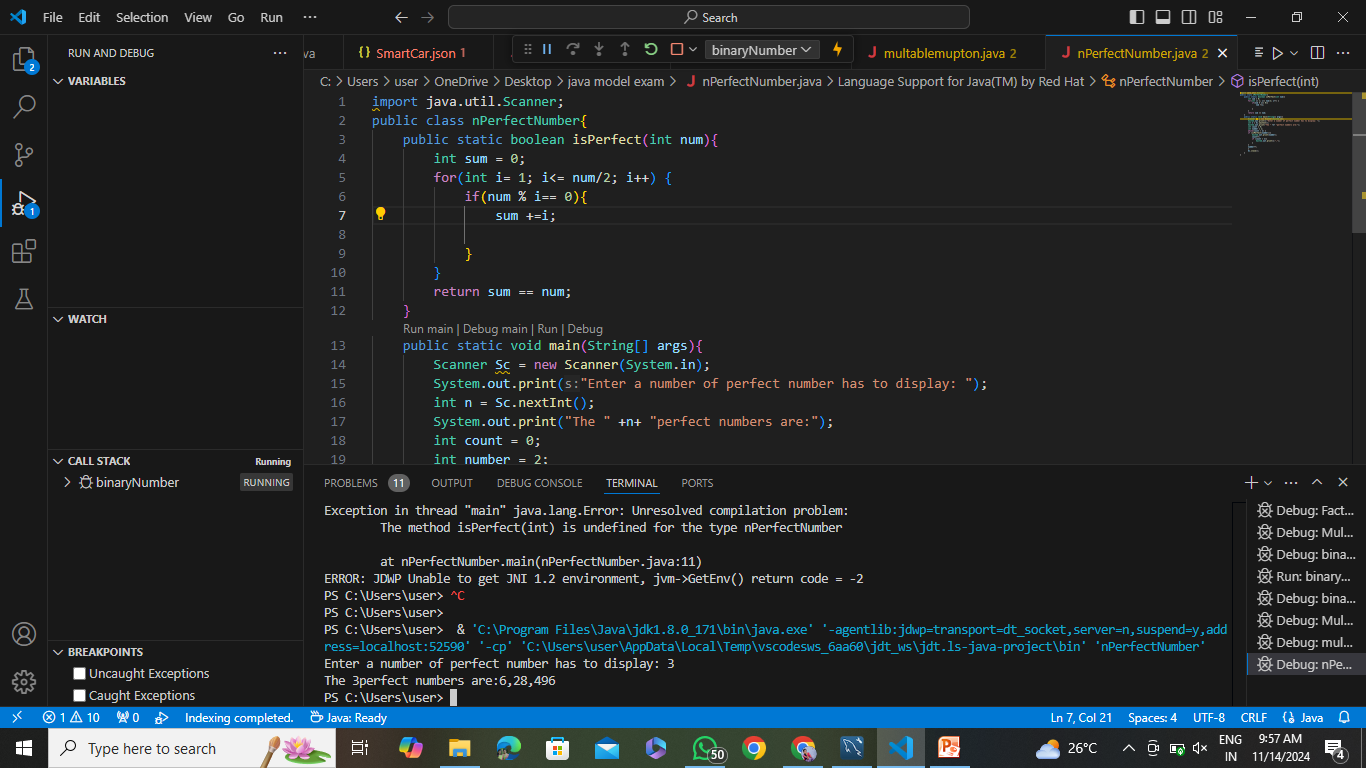 File Edit Selection View Go Run ··· Search
RUN AND DEBUG ···
va SmartCar.json 1 binaryNumber multablemupton.java 2 nPerfectNumber.java 2
C: > Users > user > OneDrive > Desktop > java model exam > nPerfectNumber.java > Language Support for Java(TM) by Red Hat > nPerfectNumber > isPerfect(int)
VARIABLES
WATCH
CALL STACK Running
binaryNumber RUNNING
BREAKPOINTS
Uncaught Exceptions
Caught Exceptions
2
1
1 import java.util.Scanner;
2 public class nPerfectNumber{
3 public static boolean isPerfect(int num){
4 int sum = 0;
5 for(int i= 1; i<= num/2; i++) {
6 if(num % i== 0){
7 sum +=i;
8
9 }
10 }
11 return sum == num;
12 }
Run main | Debug main | Run | Debug
13 public static void main(String[] args){
14 Scanner Sc = new Scanner(System.in);
15 System.out.print(s:"Enter a number of perfect number has to display: ");
16 int n = Sc.nextInt();
17 System.out.print("The " +n+ "perfect numbers are:");
18 int count = 0;
19 int number = 2;
PROBLEMS 11 OUTPUT DEBUG CONSOLE TERMINAL PORTS
Exception in thread "main" java.lang.Error: Unresolved compilation problem:
The method isPerfect(int) is undefined for the type nPerfectNumber
at nPerfectNumber.main(nPerfectNumber.java:11)
ERROR: JDWP Unable to get JNI 1.2 environment, jvm->GetEnv() return code = -2
PS C:\Users\user> ^C
PS C:\Users\user>
PS C:\Users\user> & 'C:\Program Files\Java\jdk1.8.0_171\bin\java.exe' '-agentlib:jdwp=transport=dt_socket,server=n,suspend=y,add
ress=localhost:52590' '-cp' 'C:\Users\user\AppData\Local\Temp\vscodesws_6aa60\jdt_ws\jdt.ls-java-project\bin' 'nPerfectNumber'
Enter a number of perfect number has to display: 3
The 3perfect numbers are:6,28,496
PS C:\Users\user>
Debug: Fact...
Debug: Mul...
Debug: bina...
Run: binary...
Debug: bina...
Debug: Mul...
Debug: mul...
Debug: nPe...
1 10 0 Indexing completed. Java: Ready Ln 7, Col 21 Spaces: 4 UTF-8 CRLF Java
Type here to search 50 26°C ENG IN 9:57 AM 11/14/2024 4